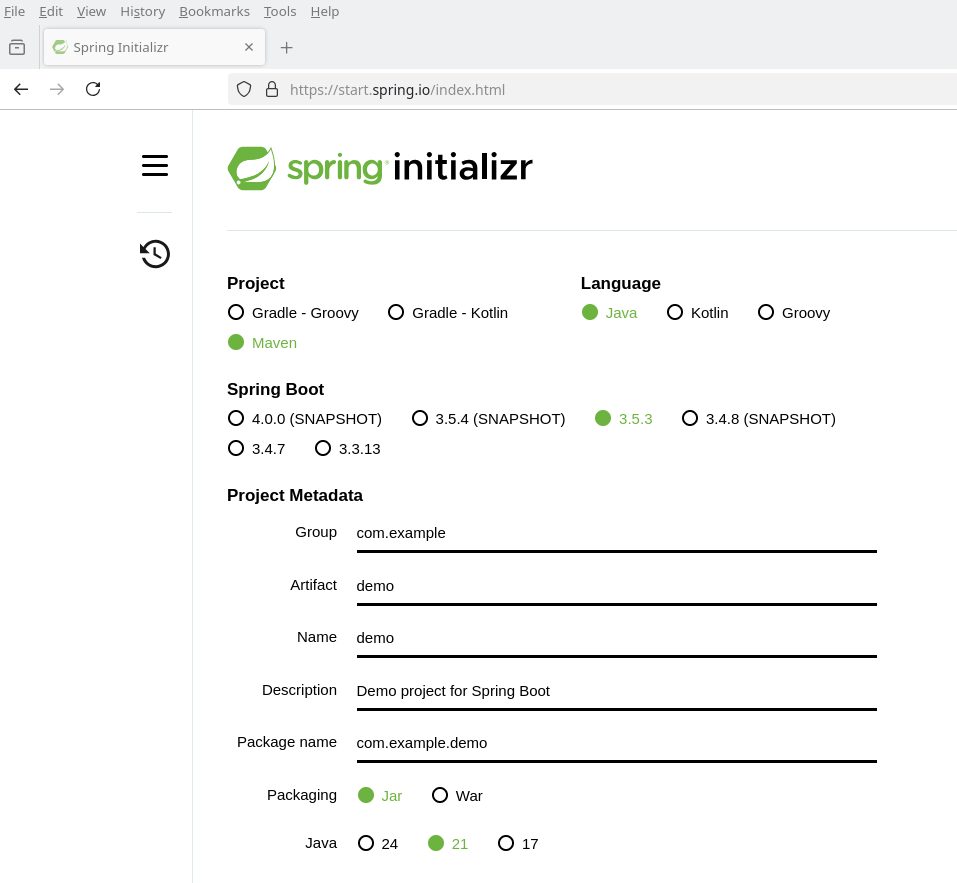 File Edit View History Bookmarks Tools Help
Spring Initializr
https://start.spring.io/index.html
spring initializr
Project
Language
Gradle - Groovy Gradle - Kotlin
Java Kotlin Groovy
Maven
Spring Boot
4.0.0 (SNAPSHOT) 3.5.4 (SNAPSHOT) 3.5.3 3.4.8 (SNAPSHOT)
3.4.7 3.3.13
Project Metadata
Group com.example
Artifact demo
Name demo
Description Demo project for Spring Boot
Package name com.example.demo
Packaging Jar War
Java 24 21 17